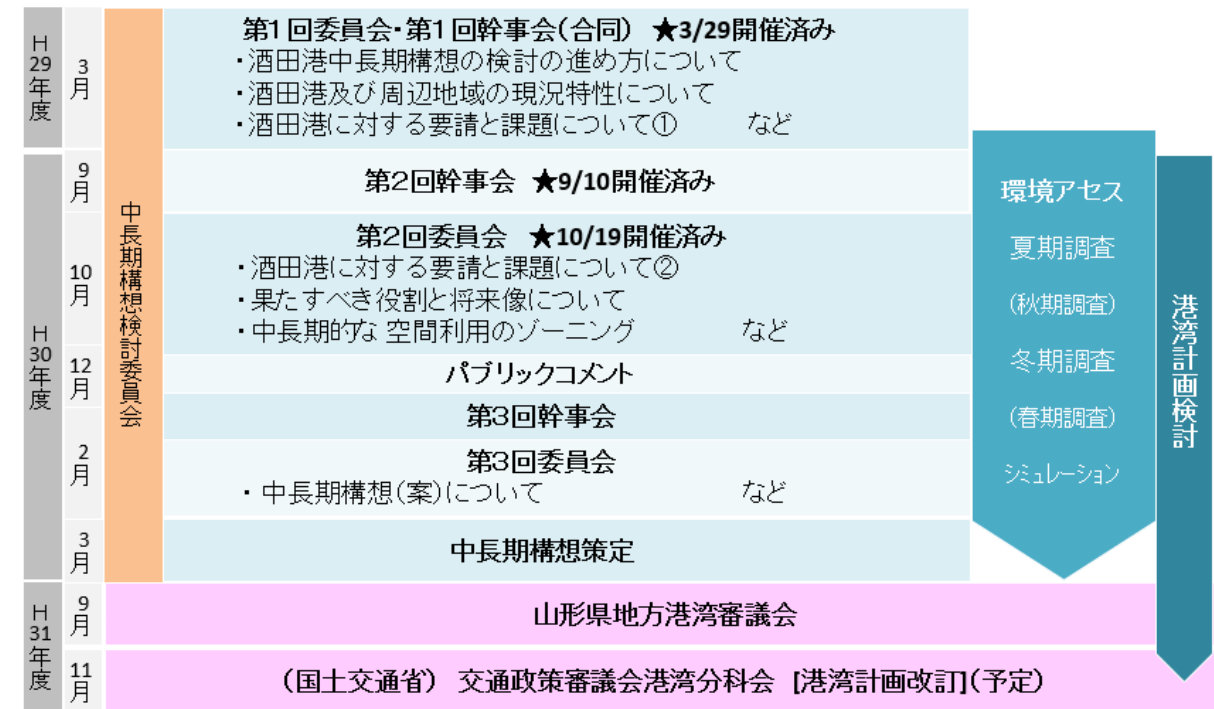 H29年度
3月
第1回委員会・第1回幹事会(合同) ★3/29開催済み
・酒田港中長期構想の検討の進め方について
・酒田港及び周辺地域の現況特性について
・酒田港に対する要請と課題について① など
H30年度
中長期構想検討委員会
9月
第2回幹事会 ★9/10開催済み
10月
第2回委員会 ★10/19開催済み
・酒田港に対する要請と課題について②
・果たすべき役割と将来像について
・中長期的な空間利用のゾーニング など
12月
パブリックコメント
第3回幹事会
2月
第3回委員会
・中長期構想(案)について など
3月
中長期構想策定
環境アセス
夏期調査
(秋期調査)
冬期調査
(春期調査)
シミュレーション
港湾計画検討
H31年度
9月
山形県地方港湾審議会
11月
(国土交通省) 交通政策審議会港湾分科会 [港湾計画改訂](予定)